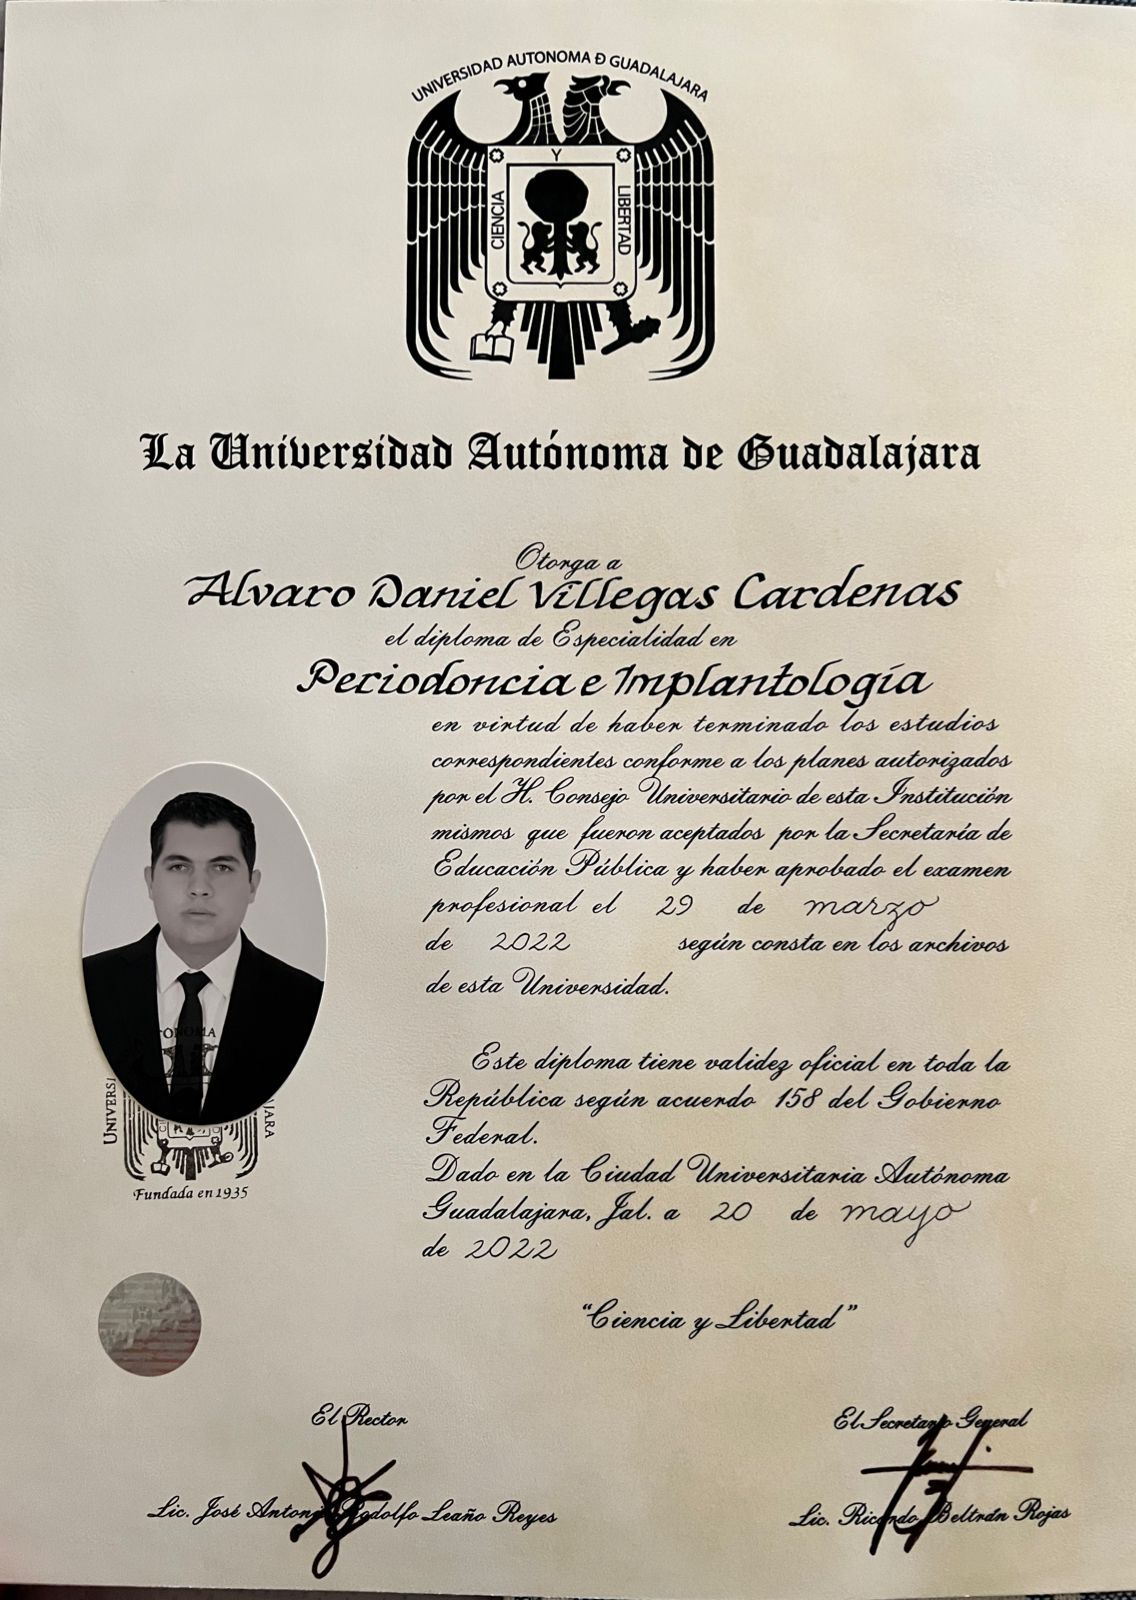 UNIVERSIDAD AUTONOMA Đ GUADALAJARA
Y
CIENCIA
LIBERTAD
La Universidad Autónoma de Guadalajara
Otorga a
Alvaro Daniel Villegas Cardenas
el diploma de Especialidad en
Periodoncia e Implantología
en virtud de haber terminado los estudios
correspondientes conforme a los planes autorizados
por el H. Consejo Universitario de esta Institución
mismos que fueron aceptados por la Secretaría de
Educación Pública y haber aprobado el examen
profesional el 29 de marzo
de 2022 según consta en los archivos
de esta Universidad.
Este diploma tiene validez oficial en toda la
República según acuerdo 158 del Gobierno
Federal.
Dado en la Ciudad Universitaria Autónoma
Guadalajara, Jal. a 20 de mayo
de 2022
Fundada en 1935
"Ciencia y Libertad"
El Rector
Lic. José Antonio Rodolfo Leaño Reyes
El Secretario General
Lic. Ricardo Beltrán Rojas